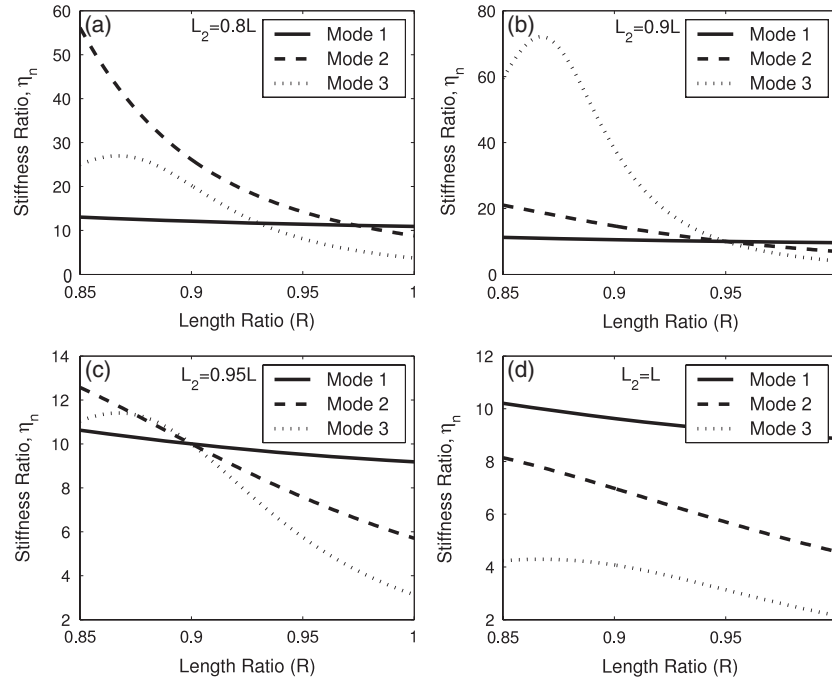 (a)
L2=0.8L
Mode 1
Mode 2
Mode 3
60
50
40
30
20
10
0
Stiffness Ratio, ηn
0.85
0.9
0.95
1
Length Ratio (R)
(b)
L2=0.9L
Mode 1
Mode 2
Mode 3
80
60
40
20
0
Stiffness Ratio, ηn
0.85
0.9
0.95
Length Ratio (R)
(c)
L2=0.95L
Mode 1
Mode 2
Mode 3
14
12
10
8
6
4
2
Stiffness Ratio, ηn
0.85
0.9
0.95
1
Length Ratio (R)
(d)
L2=L
Mode 1
Mode 2
Mode 3
12
10
8
6
4
2
Stiffness Ratio, ηn
0.85
0.9
0.95
Length Ratio (R)